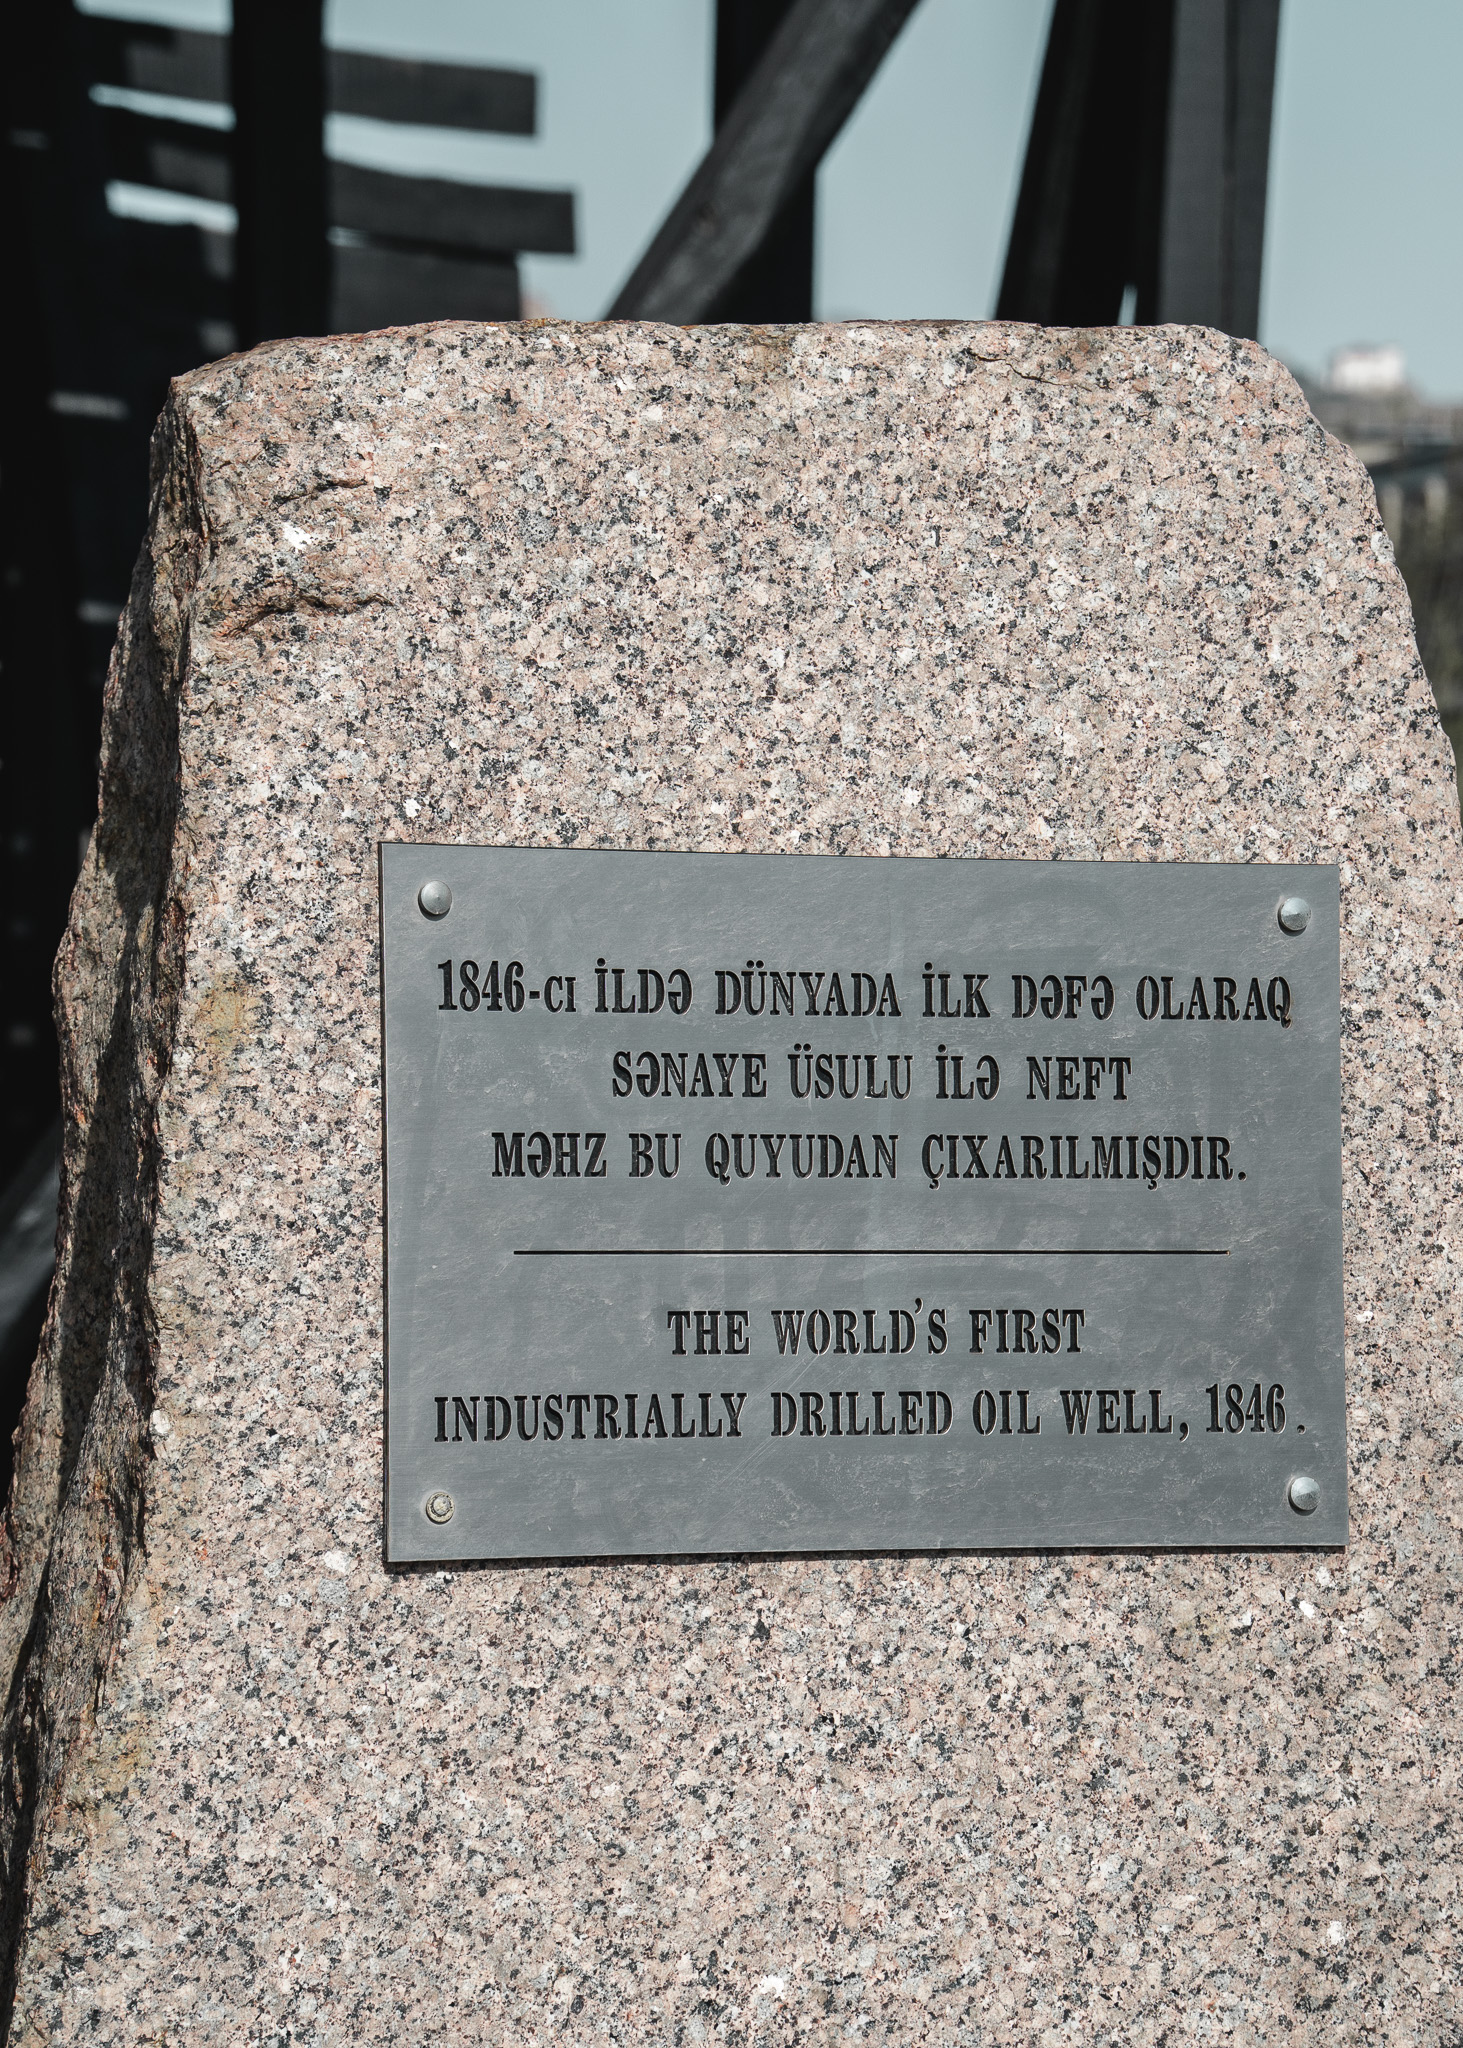 1846-CI İLDƏ DÜNYADA İLK DƏFƏ OLARAQ
SƏNAYE ÜSULU İLƏ NEFT
MƏHZ BU QUYUDAN ÇIXARILMIŞDIR.
THE WORLD'S FIRST
INDUSTRIALLY DRILLED OIL WELL, 1846.